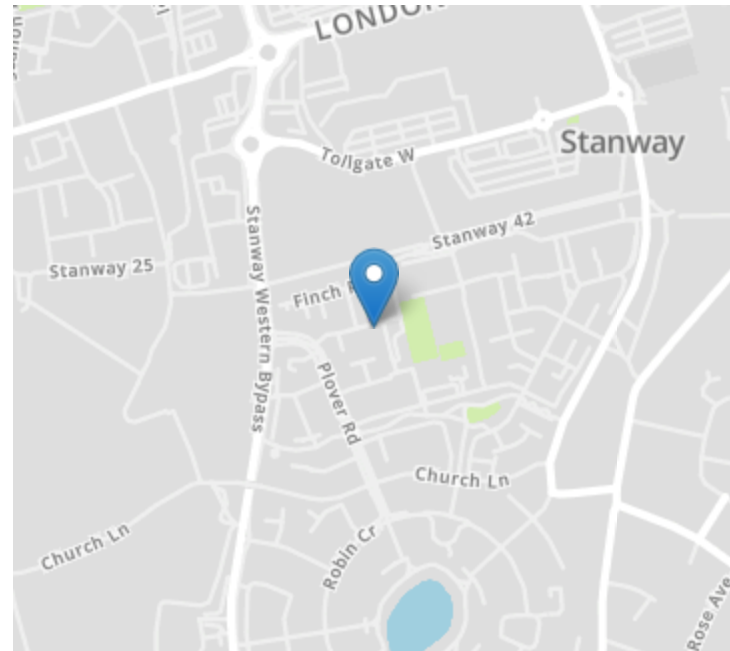 LONDON
Tollgate W
Stanway
Stanway 42
Stanway 25
Finch
Stanway Western Bypass
Plover Rd
Church Ln
Church Ln
Robin Cr
Rose Ave